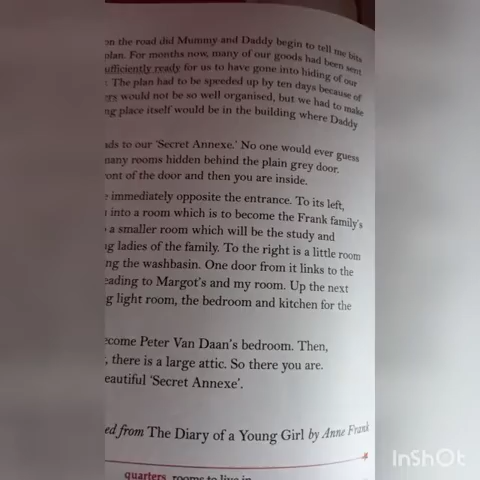 on the road did Mummy and Daddy begin to tell me bits
plan. For months now, many of our goods had been sent
sufficiently ready for us to have gone into hiding of our
The plan had to be speeded up by ten days because of
would not be so well organised, but we had to make
place itself would be in the building where Daddy
to our 'Secret Annexe.' No one would ever guess
many rooms hidden behind the plain grey door.
front of the door and then you are inside.
immediately opposite the entrance. To its left,
into a room which is to become the Frank family's
a smaller room which will be the study and
ladies of the family. To the right is a little room
the washbasin. One door from it links to the
leading to Margot's and my room. Up the next
light room, the bedroom and kitchen for the
become Peter Van Daan's bedroom. Then,
there is a large attic. So there you are.
beautiful 'Secret Annexe'.
ed from The Diary of a Young Girl by Anne Frank
quarters rooms to live in
InShOt